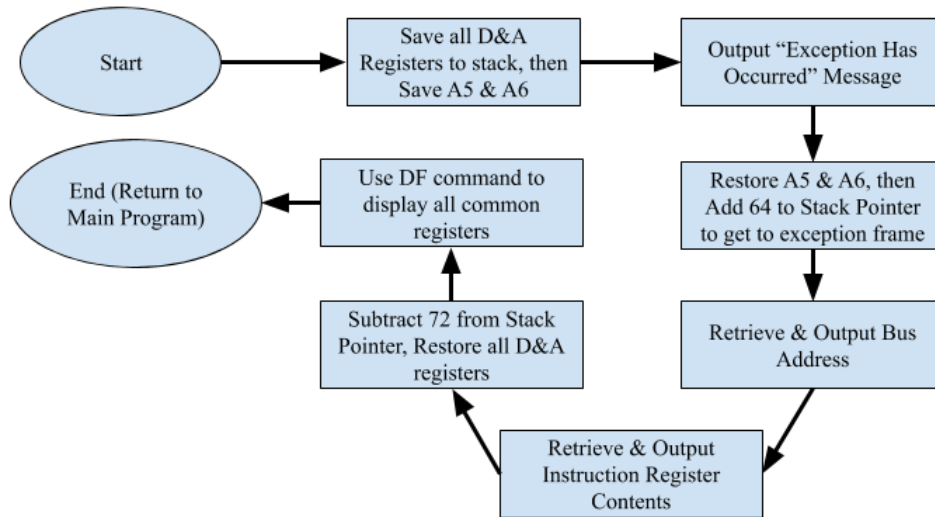 Start
Save all D&A
Registers to stack, then
Save A5 & A6
Output “Exception Has
Occurred” Message
Restore A5 & A6, then
Add 64 to Stack Pointer
to get to exception frame
Retrieve & Output Bus
Address
Retrieve & Output
Instruction Register
Contents
Subtract 72 from Stack
Pointer, Restore all D&A
registers
Use DF command to
display all common
registers
End (Return to
Main Program)